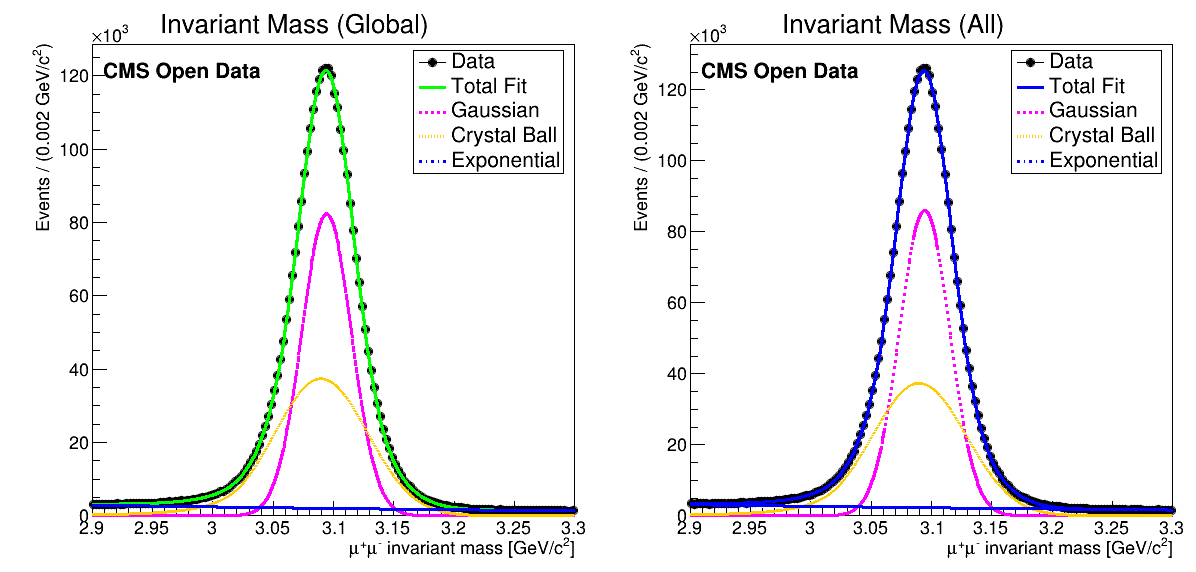 Invariant Mass (Global)
×10³
Events / (0.002 GeV/c²)
CMS Open Data
Data
Total Fit
Gaussian
Crystal Ball
Exponential
120
100
80
60
40
20
0
2.9 2.95 3 3.05 3.1 3.15 3.2 3.25 3.3
μ⁺μ⁻ invariant mass [GeV/c²]
Invariant Mass (All)
×10³
Events / (0.002 GeV/c²)
CMS Open Data
Data
Total Fit
Gaussian
Crystal Ball
Exponential
120
100
80
60
40
20
0
2.9 2.95 3 3.05 3.1 3.15 3.2 3.25 3.3
μ⁺μ⁻ invariant mass [GeV/c²]